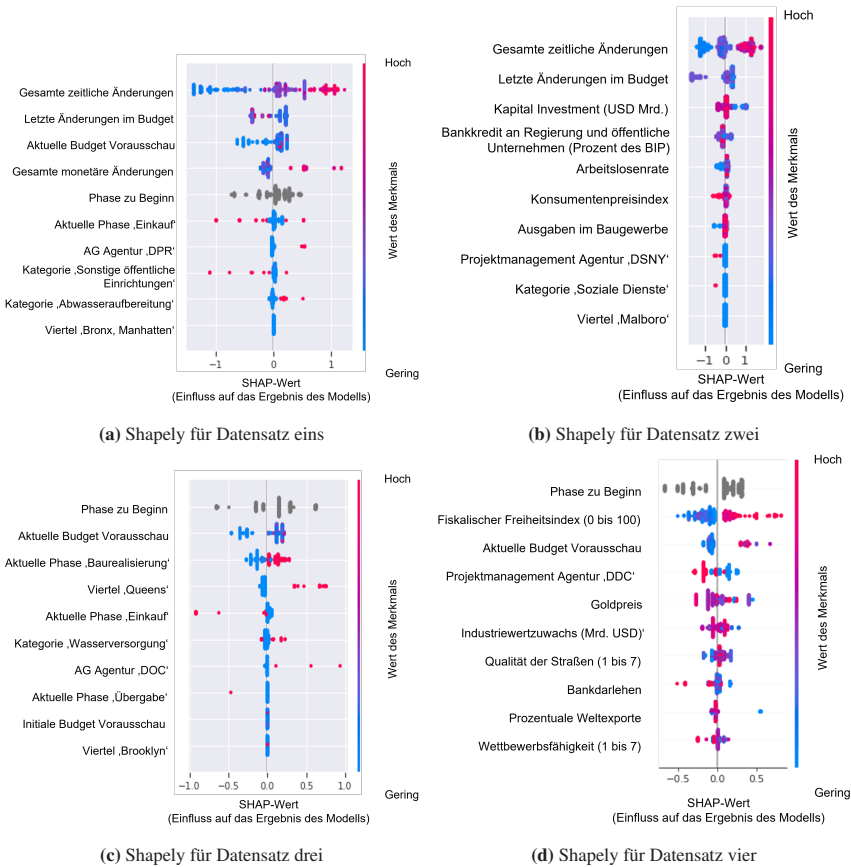 Hoch
Gesamte zeitliche Änderungen
Letzte Änderungen im Budget
Aktuelle Budget Vorausschau
Gesamte monetäre Änderungen
Phase zu Beginn
Aktuelle Phase ‚Einkauf‘
AG Agentur ‚DPR‘
Kategorie ‚Sonstige öffentliche
Einrichtungen‘
Kategorie ‚Abwasseraufbereitung‘
Viertel ‚Bronx, Manhatten‘
Wert des Merkmals
−1 0 1
Gering
SHAP-Wert
(Einfluss auf das Ergebnis des Modells)
(a) Shapely für Datensatz eins
Hoch
Gesamte zeitliche Änderungen
Letzte Änderungen im Budget
Kapital Investment (USD Mrd.)
Bankkredit an Regierung und öffentliche
Unternehmen (Prozent des BIP)
Arbeitslosenrate
Konsumentenpreisindex
Ausgaben im Baugewerbe
Projektmanagement Agentur ‚DSNY‘
Kategorie ‚Soziale Dienste‘
Viertel ‚Malboro‘
Wert des Merkmals
−1 0 1
Gering
SHAP-Wert
(Einfluss auf das Ergebnis des Modells)
(b) Shapely für Datensatz zwei
Hoch
Phase zu Beginn
Aktuelle Budget Vorausschau
Aktuelle Phase ‚Baurealisierung‘
Viertel ‚Queens‘
Aktuelle Phase ‚Einkauf‘
Kategorie ‚Wasserversorgung‘
AG Agentur ‚DOC‘
Aktuelle Phase ‚Übergabe‘
Initiale Budget Vorausschau
Viertel ‚Brooklyn‘
Wert des Merkmals
−1.0 −0.5 0.0 0.5 1.0
Gering
SHAP-Wert
(Einfluss auf das Ergebnis des Modells)
(c) Shapely für Datensatz drei
Hoch
Phase zu Beginn
Fiskalischer Freiheitsindex (0 bis 100)
Aktuelle Budget Vorausschau
Projektmanagement Agentur ‚DDC‘
Goldpreis
Industriewertzuwachs (Mrd. USD)‘
Qualität der Straßen (1 bis 7)
Bankdarlehen
Prozentuale Weltexporte
Wettbewerbsfähigkeit (1 bis 7)
Wert des Merkmals
−0.5 0.0 0.5
Gering
SHAP-Wert
(Einfluss auf das Ergebnis des Modells)
(d) Shapely für Datensatz vier